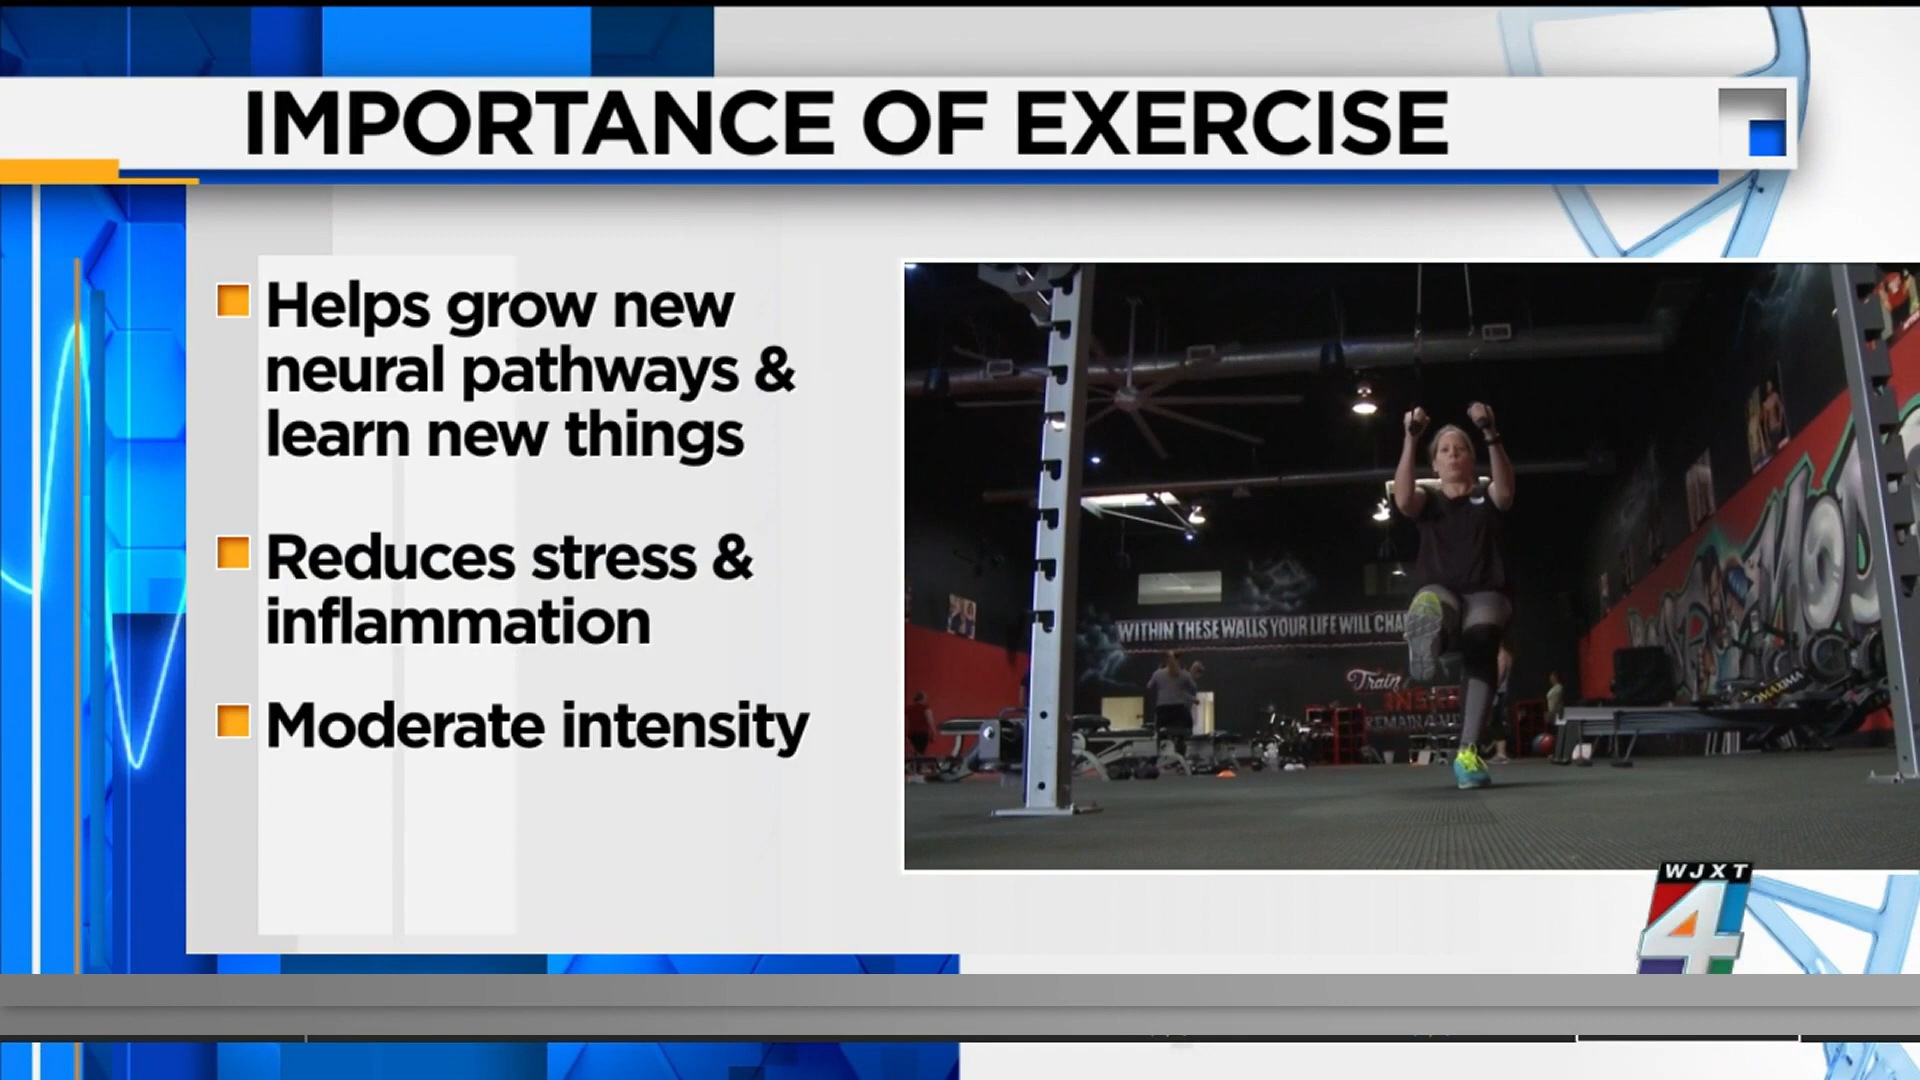 IMPORTANCE OF EXERCISE
Helps grow new
neural pathways &
learn new things
Reduces stress &
inflammation
Moderate intensity
WITHIN THESE WALLS YOUR LIFE WILL
Train
WJXT
4